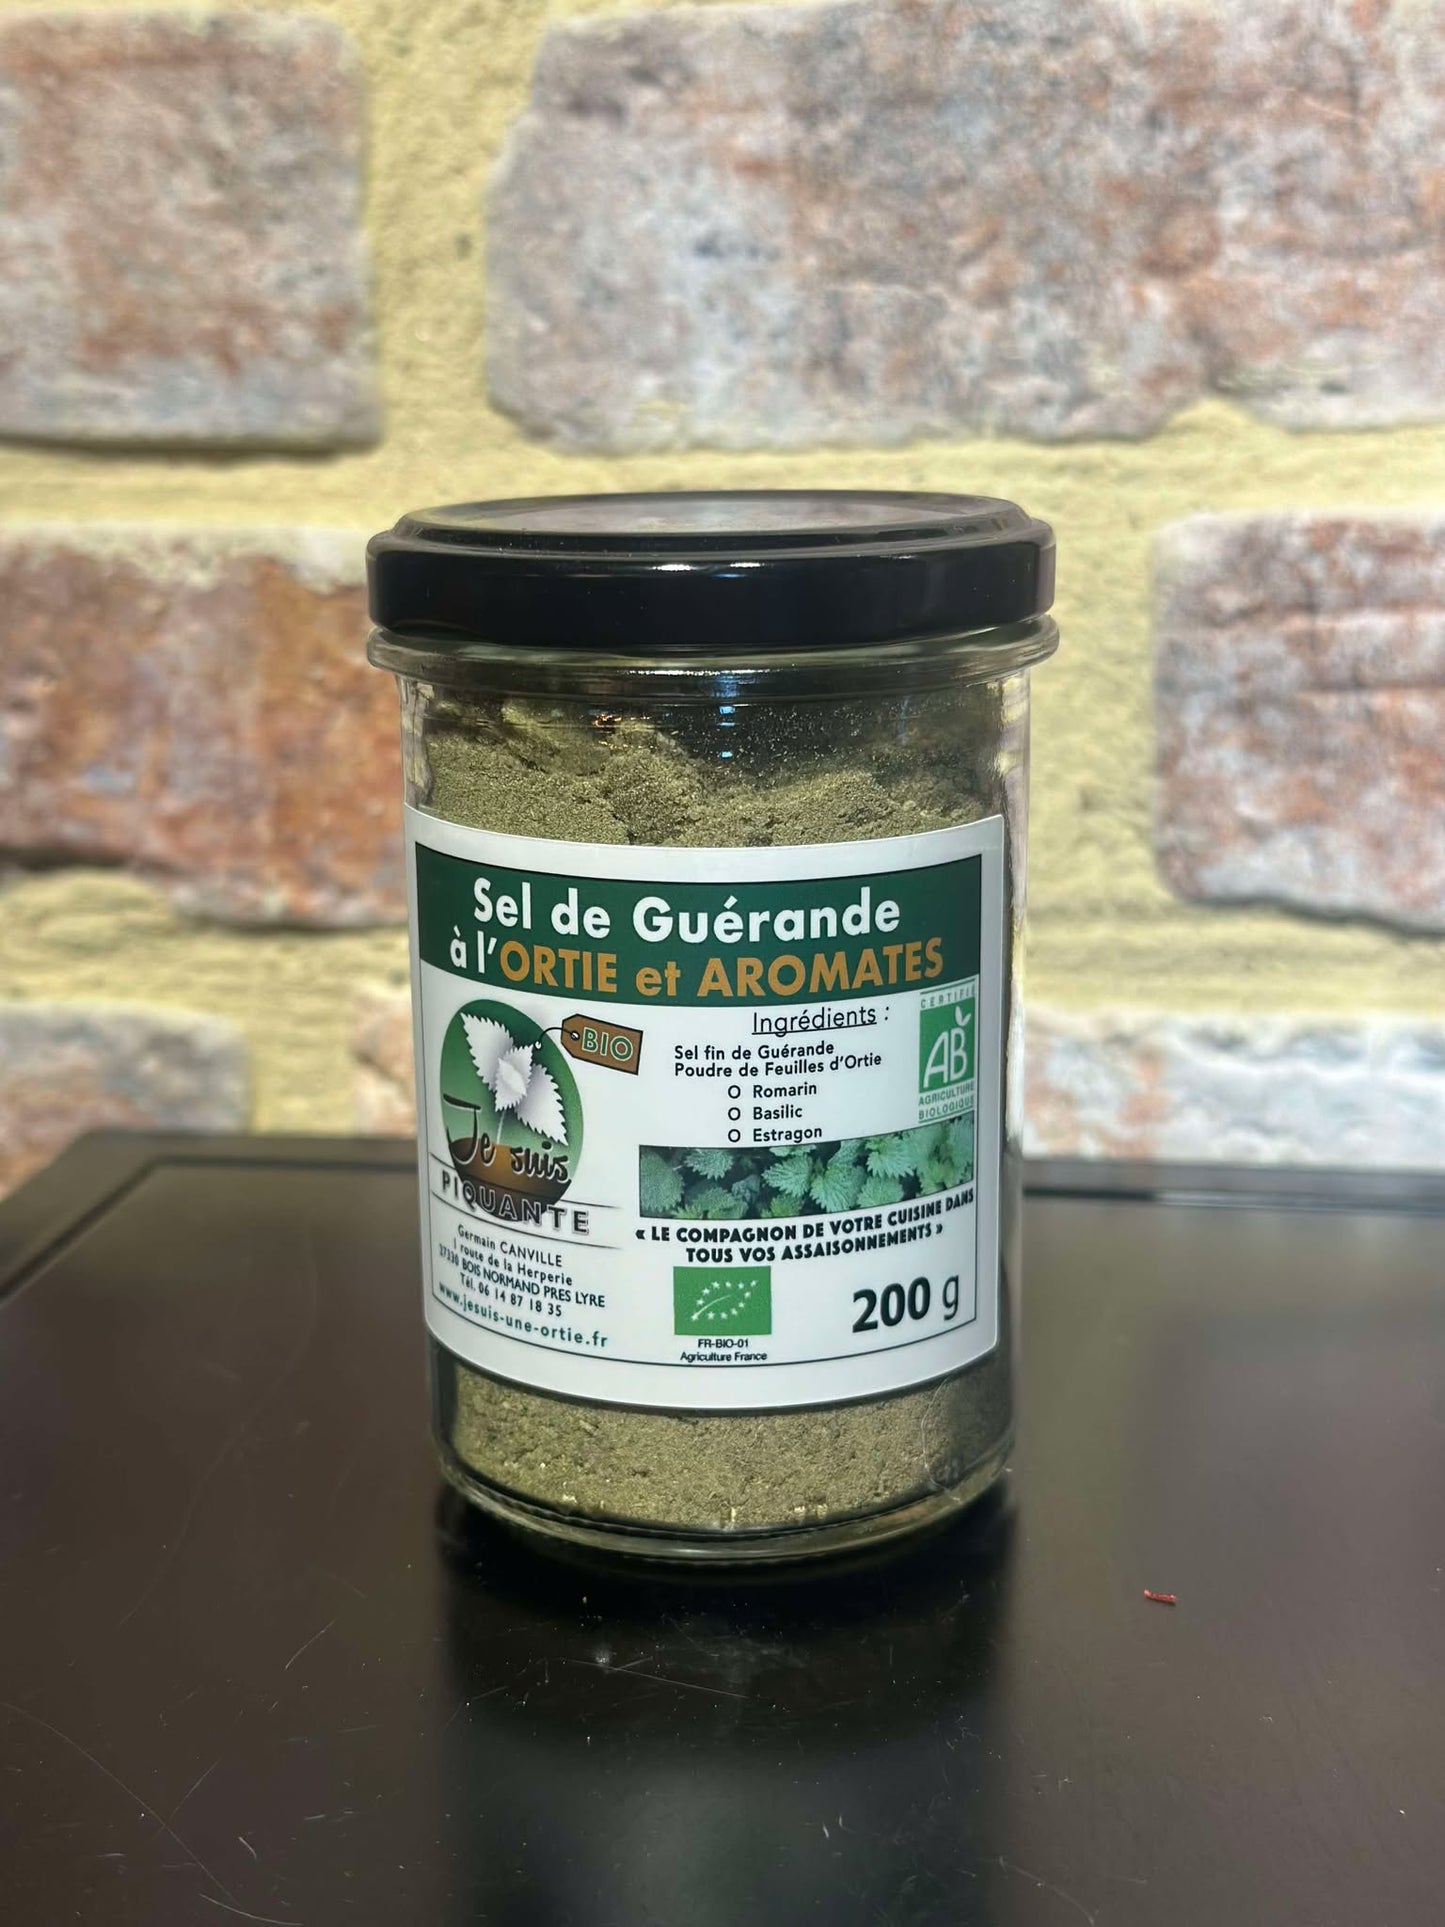 Sel de Guérande
à l'ORTIE et AROMATES
BIO
Je suis
PIQUANTE
Germain CANVILLE
1 route de la Herperie
27330 BOIS NORMAND PRES LYRE
Tél. 06 14 87 18 35
www.jesuis-une-ortie.fr
Ingrédients :
Sel fin de Guérande
Poudre de Feuilles d'Ortie
O Romarin
O Basilic
O Estragon
CERTIFIÉ
AB
AGRICULTURE
BIOLOGIQUE
« LE COMPAGNON DE VOTRE CUISINE DANS
TOUS VOS ASSAISONNEMENTS »
FR-BIO-01
Agriculture France
200 g